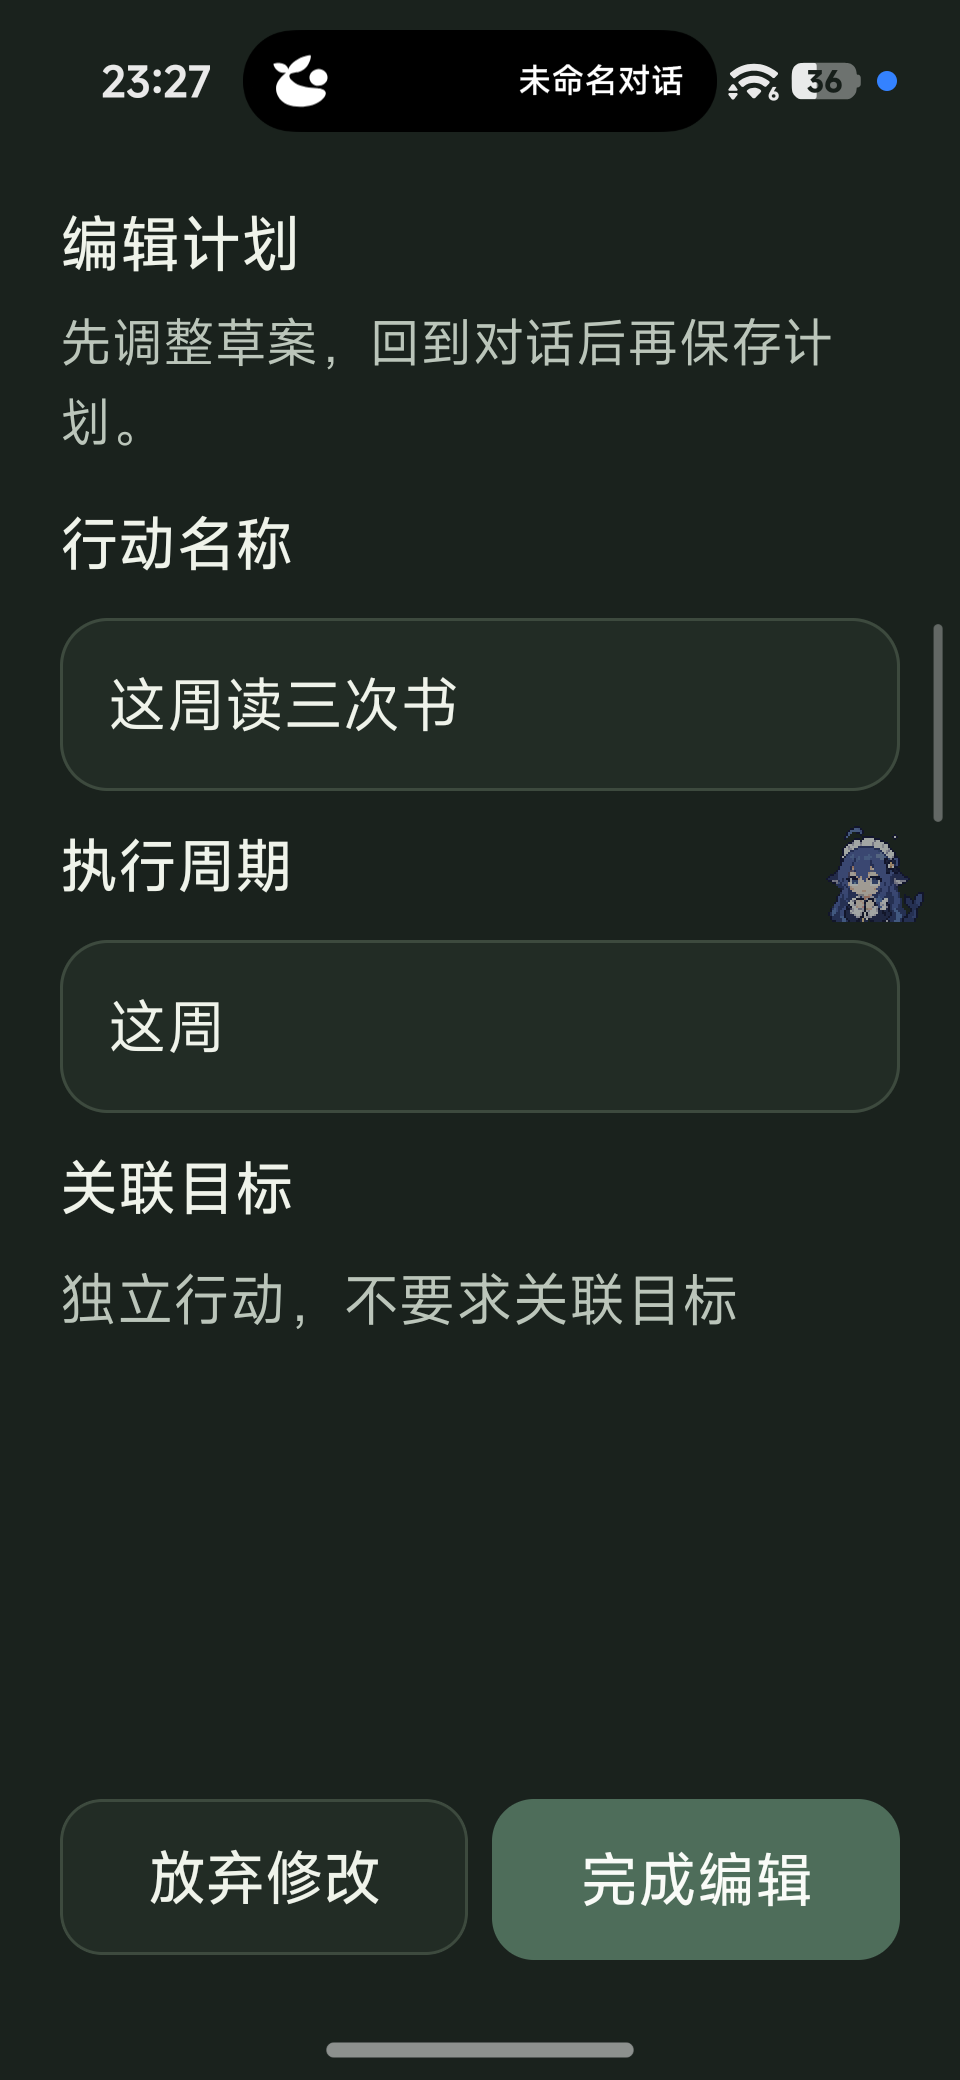 23:27
未命名对话
6
36
编辑计划
先调整草案，回到对话后再保存计
划。
行动名称
这周读三次书
执行周期
这周
关联目标
独立行动，不要求关联目标
放弃修改
完成编辑